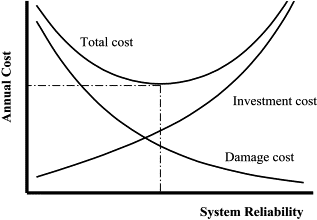 Total cost
Annual Cost
Investment cost
Damage cost
System Reliability